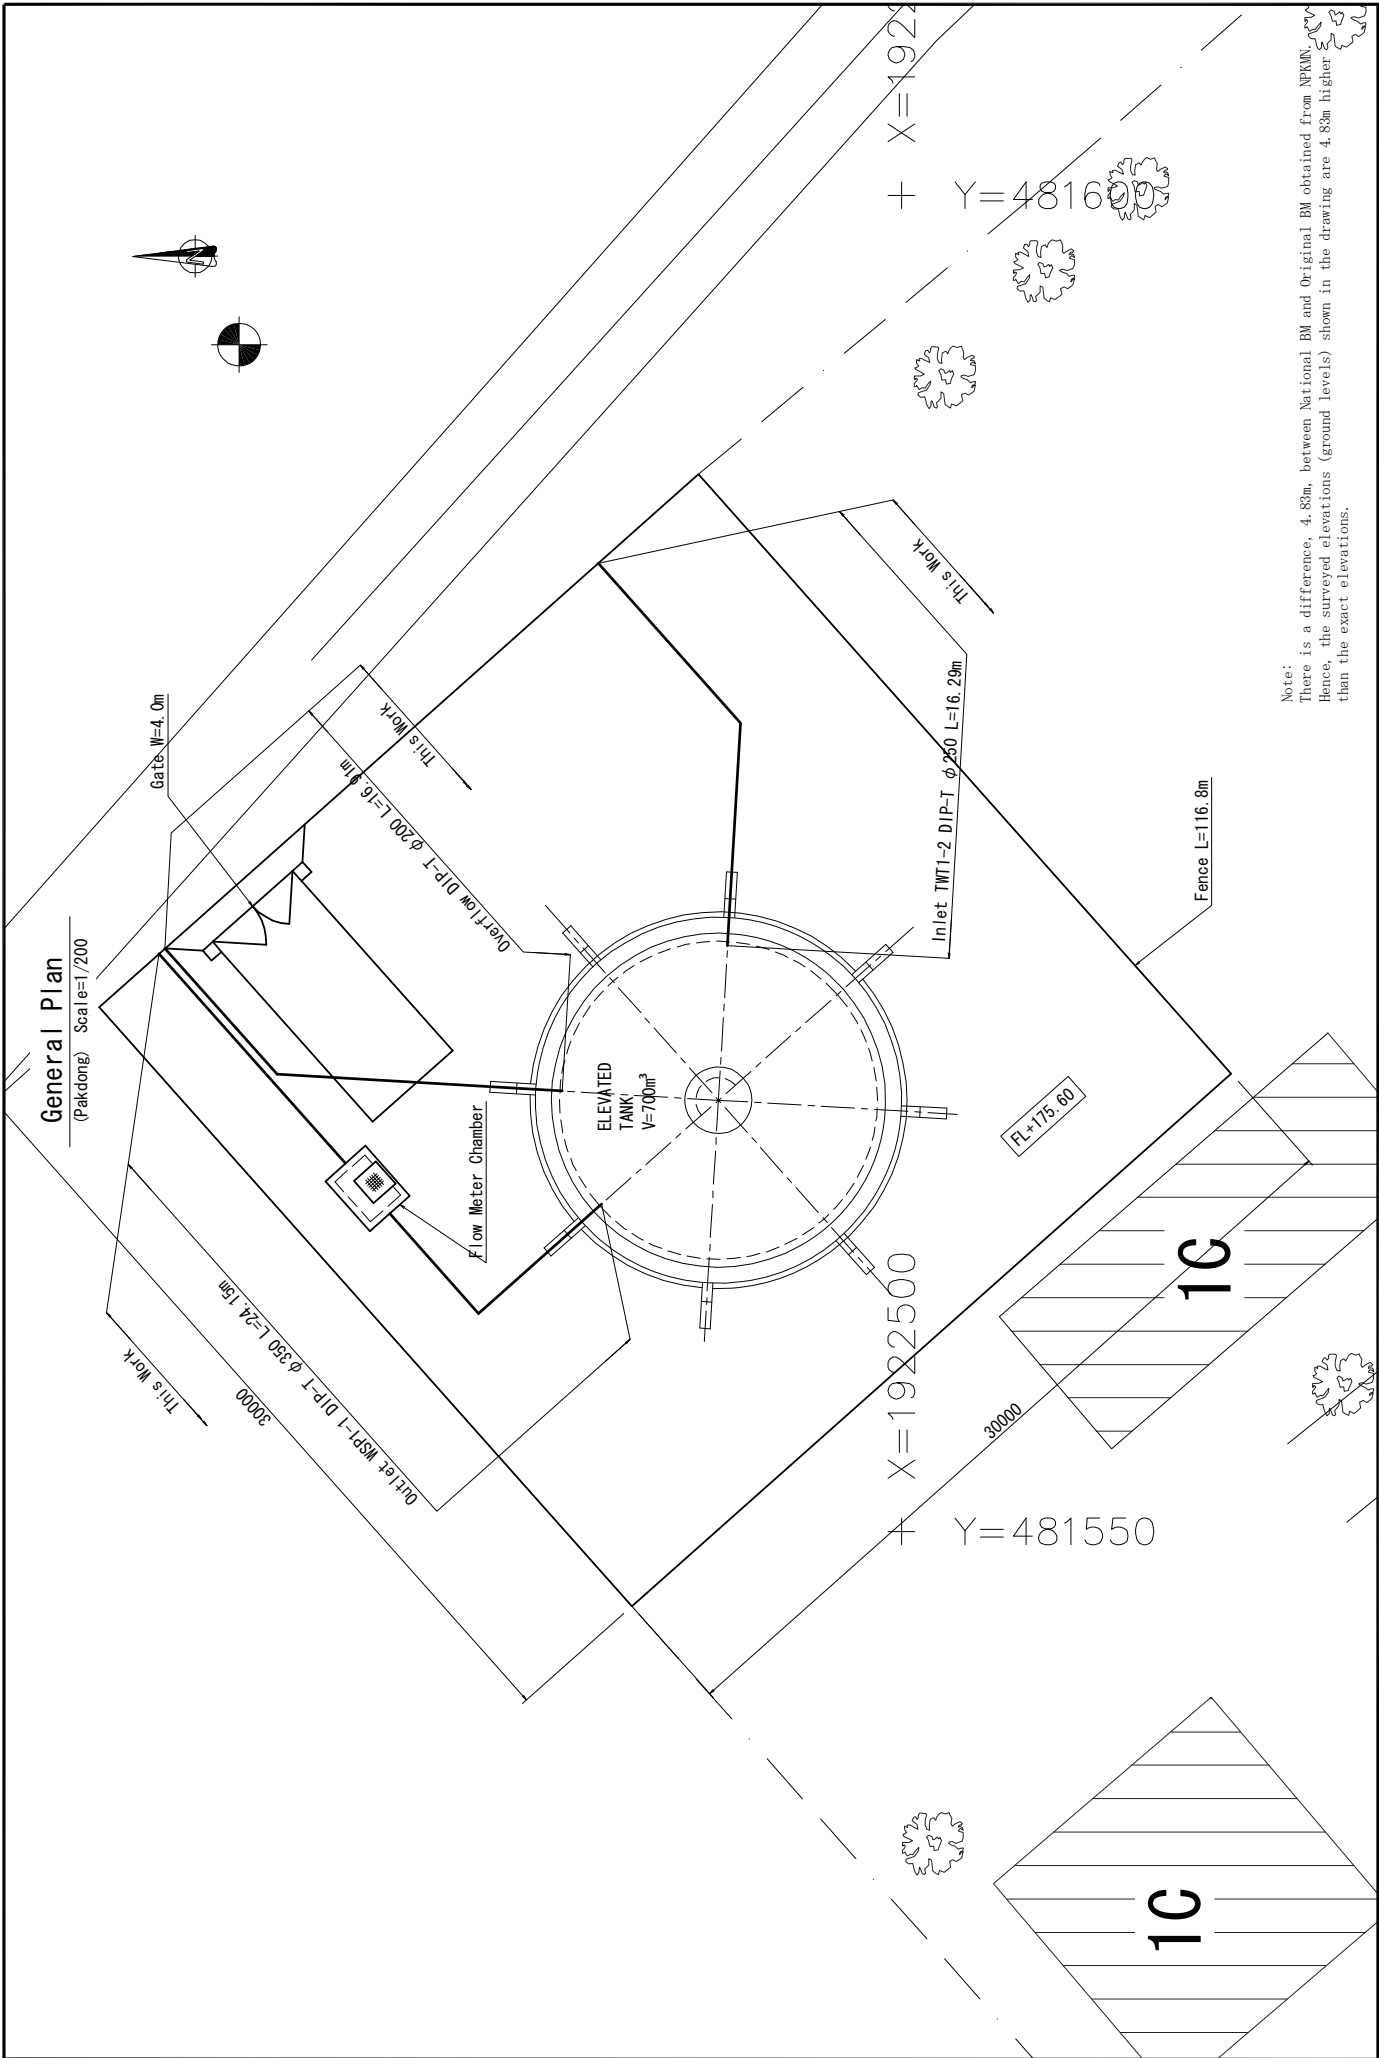 General Plan
(Pakdong) Scale=1/200
N
Gate W=4.0m
This Work
Overflow DIP-T φ200 L=16.91m
This Work
Outlet WSP1-1 DIP-T φ350 L=24.15m
30000
Flow Meter Chamber
ELEVATED
TANK
V=700m³
This Work
Inlet TWT1-2 DIP-T φ250 L=16.29m
Fence L=116.8m
FL+175.60
30000
X=1922500
Y=481550
X=192
Y=481600
1C
1C
Note:
There is a difference, 4.83m, between National BM and Original BM obtained from NPKMN.
Hence, the surveyed elevations (ground levels) shown in the drawing are 4.83m higher
than the exact elevations.